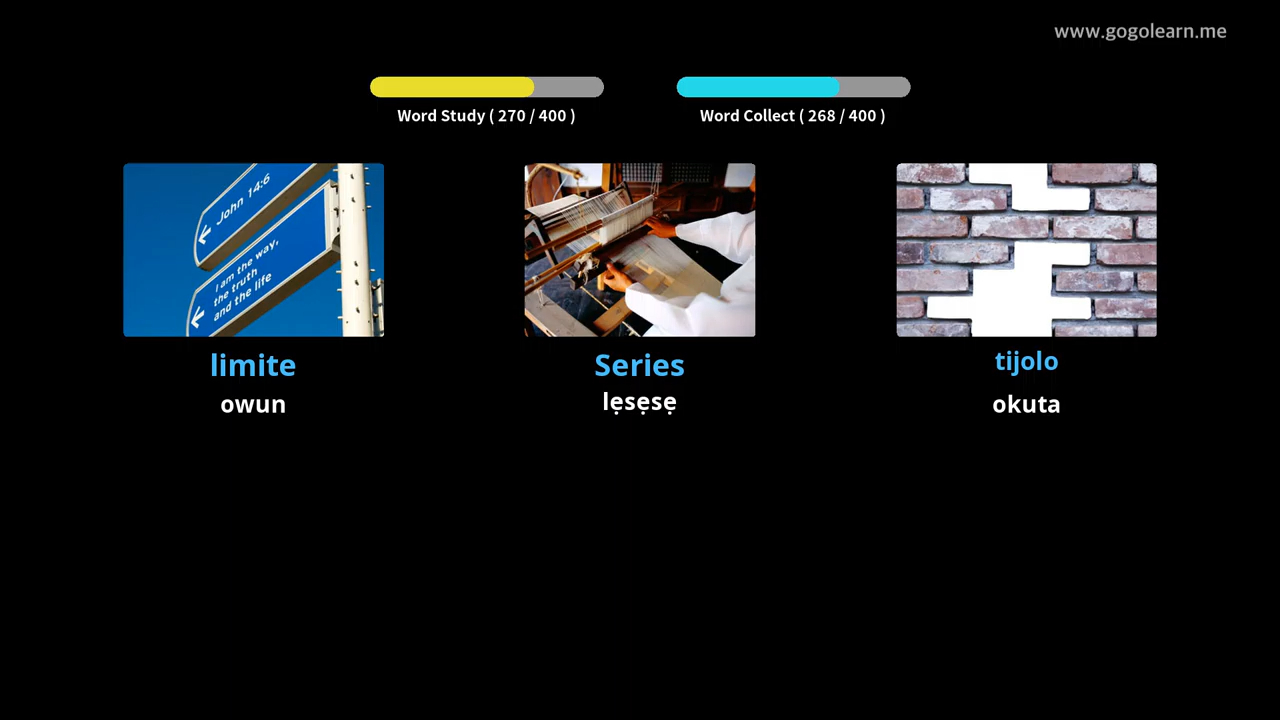 www.gogolearn.me
Word Study ( 270 / 400 )
Word Collect ( 268 / 400 )
John 14:6
I am the way,
the truth
and the life
limite
Series
tijolo
owun
lẹsẹsẹ
okuta